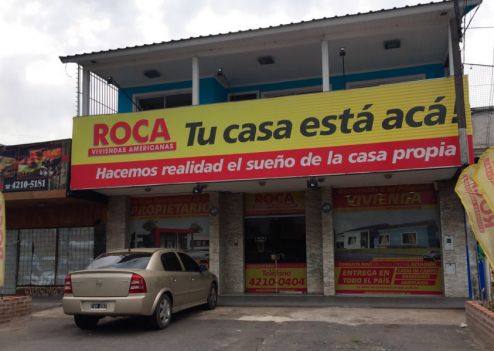 ROCA
VIVIENDAS AMERICANAS
Tu casa está acá!
Hacemos realidad el sueño de la casa propia
4210-5181
PROPIETARIO
ROCA
VIVIENDA
Teléfono
4210-0404
ENTREGA EN
TODO EL PAÍS